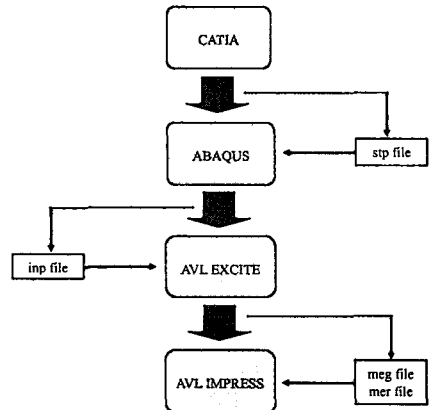 CATIA
stp file
ABAQUS
inp file
AVL EXCITE
meg file
mer file
AVL IMPRESS